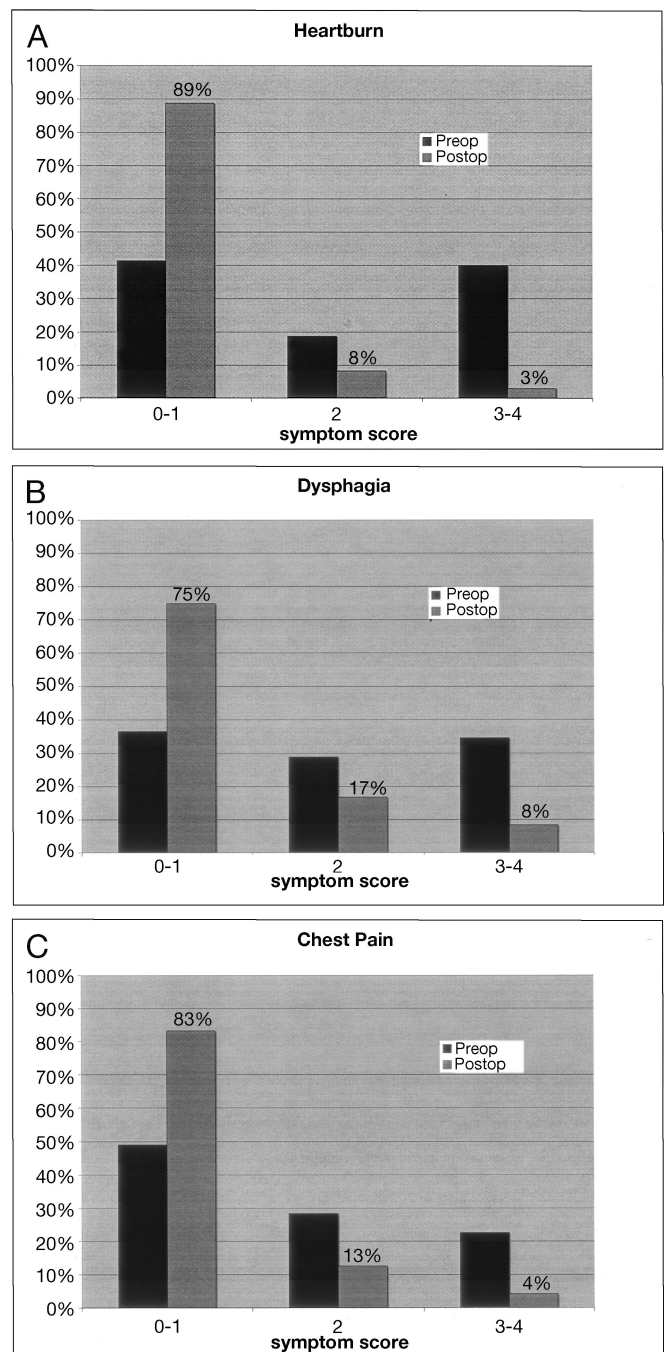 A
Heartburn
100%
90%
80%
70%
60%
50%
40%
30%
20%
10%
0%
89%
8%
3%
Preop
Postop
0-1 2 3-4
symptom score
B
Dysphagia
100%
90%
80%
70%
60%
50%
40%
30%
20%
10%
0%
75%
17%
8%
Preop
Postop
0-1 2 3-4
symptom score
C
Chest Pain
100%
90%
80%
70%
60%
50%
40%
30%
20%
10%
0%
83%
13%
4%
Preop
Postop
0-1 2 3-4
symptom score